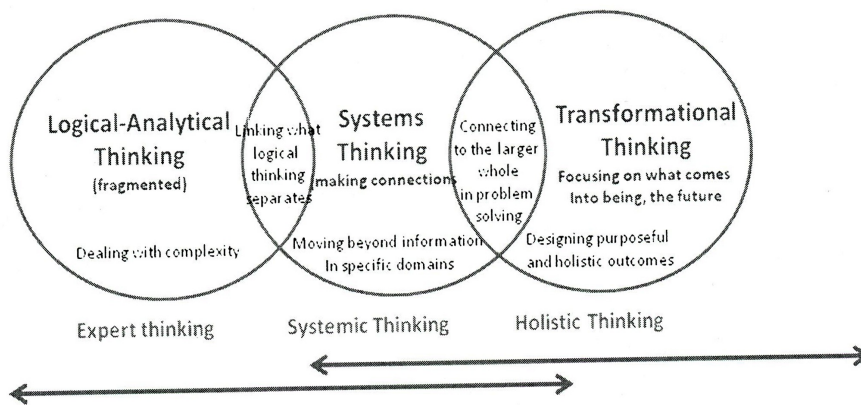 Logical-Analytical
Thinking
(fragmented)
Dealing with complexity
Linking what
logical
thinking
separates
Systems
Thinking
(making connections
Moving beyond information
In specific domains
Connecting
to the larger
whole
in problem
solving
Transformational
Thinking
Focusing on what comes
Into being, the future
Designing purposeful
and holistic outcomes
Expert thinking
Systemic Thinking
Holistic Thinking